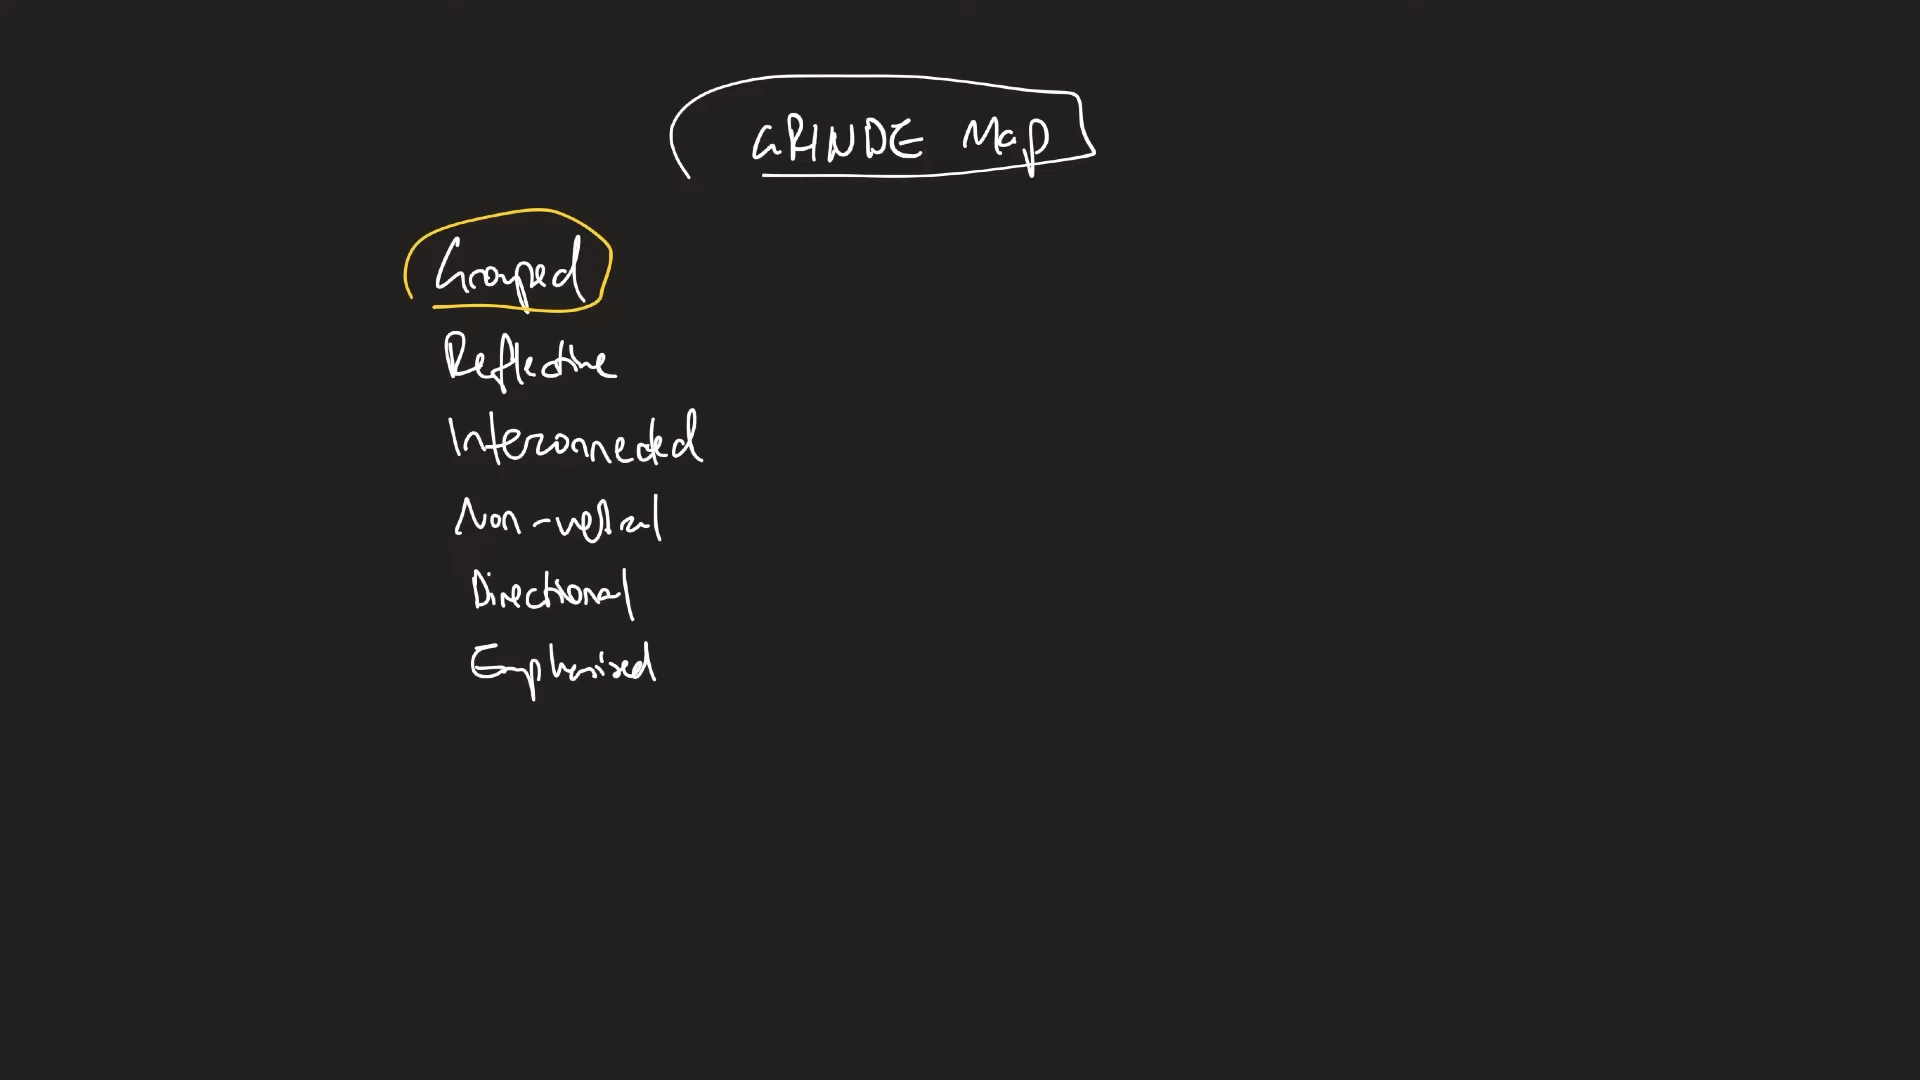 GRINDE Map
Grouped
Reflective
Interconnected
Non-verbal
Directional
Emphasised